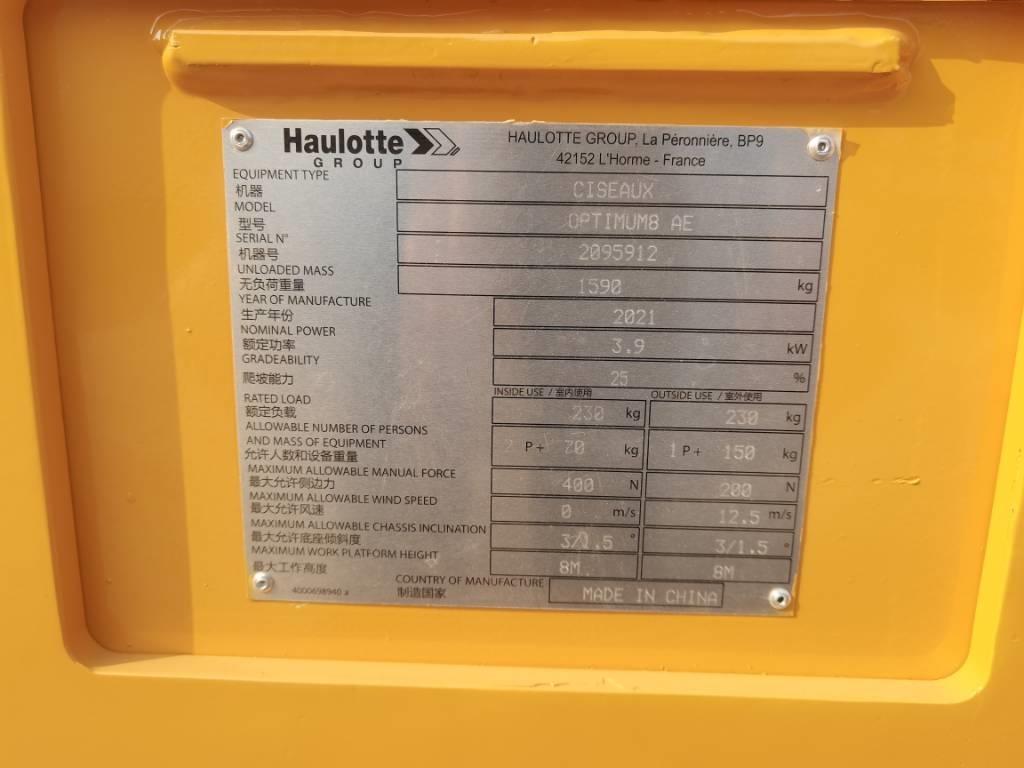 Haulotte
GROUP
HAULOTTE GROUP, La Péronnière, BP9
42152 L'Horme - France
EQUIPMENT TYPE
机器
CISEAUX
MODEL
型号
OPTIMUM8 AE
SERIAL N°
机器号
2095912
UNLOADED MASS
无负荷重量
1590 kg
YEAR OF MANUFACTURE
生产年份
2021
NOMINAL POWER
额定功率
3.9 kW
GRADEABILITY
爬坡能力
25 %
INSIDE USE / 室内使用 OUTSIDE USE / 室外使用
RATED LOAD
额定负载
230 kg 230 kg
ALLOWABLE NUMBER OF PERSONS
AND MASS OF EQUIPMENT
允许人数和设备重量
2 P+ 70 kg 1 P+ 150 kg
MAXIMUM ALLOWABLE MANUAL FORCE
最大允许侧边力
400 N 200 N
MAXIMUM ALLOWABLE WIND SPEED
最大允许风速
0 m/s 12.5 m/s
MAXIMUM ALLOWABLE CHASSIS INCLINATION
最大允许底座倾斜度
3/1.5 ° 3/1.5 °
MAXIMUM WORK PLATFORM HEIGHT
最大工作高度
8M 8M
4000698940 a
COUNTRY OF MANUFACTURE
制造国家
MADE IN CHINA